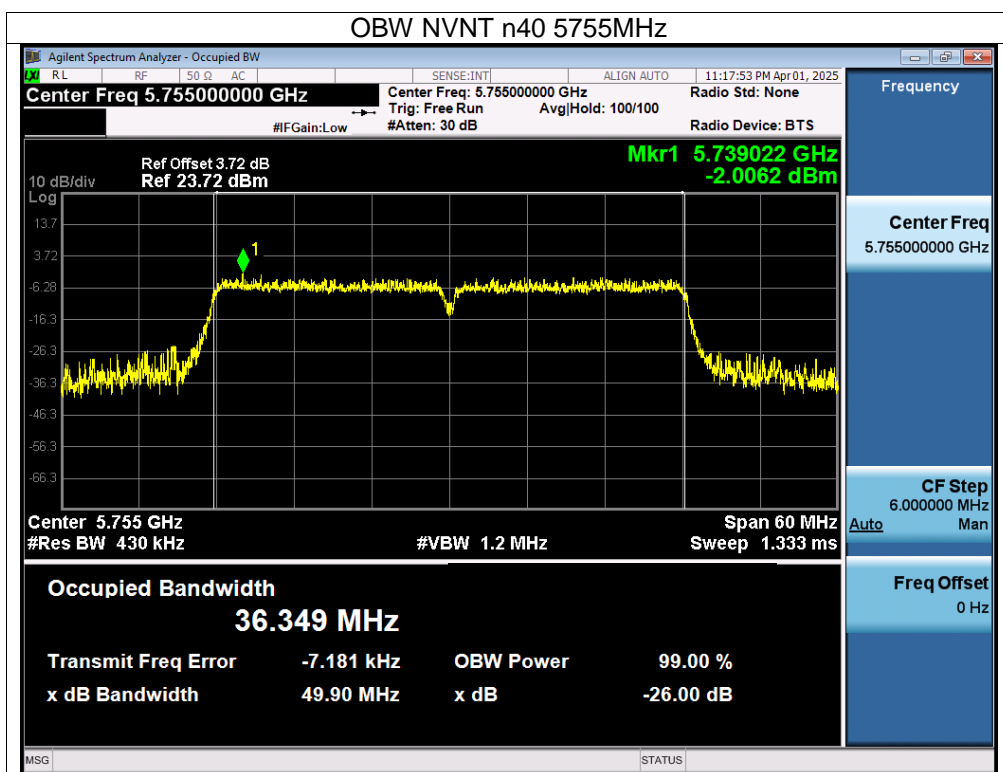 OBW NVNT n40 5755MHz
Agilent Spectrum Analyzer - Occupied BW
LXI RL RF 50 Ω AC SENSE:INT ALIGN AUTO 11:17:53 PM Apr 01, 2025
Center Freq 5.755000000 GHz
Center Freq: 5.755000000 GHz
Radio Std: None
Trig: Free Run Avg|Hold: 100/100
#IFGain:Low #Atten: 30 dB Radio Device: BTS
Mkr1 5.739022 GHz
-2.0062 dBm
Ref Offset 3.72 dB
10 dB/div Ref 23.72 dBm
Log
13.7
1
3.72
-6.28
-16.3
-26.3
-36.3
-46.3
-56.3
-66.3
Center 5.755 GHz Span 60 MHz
#Res BW 430 kHz #VBW 1.2 MHz Sweep 1.333 ms
Occupied Bandwidth
36.349 MHz
Transmit Freq Error -7.181 kHz OBW Power 99.00 %
x dB Bandwidth 49.90 MHz x dB -26.00 dB
MSG STATUS
Frequency
Center Freq
5.755000000 GHz
CF Step
6.000000 MHz
Auto Man
Freq Offset
0 Hz